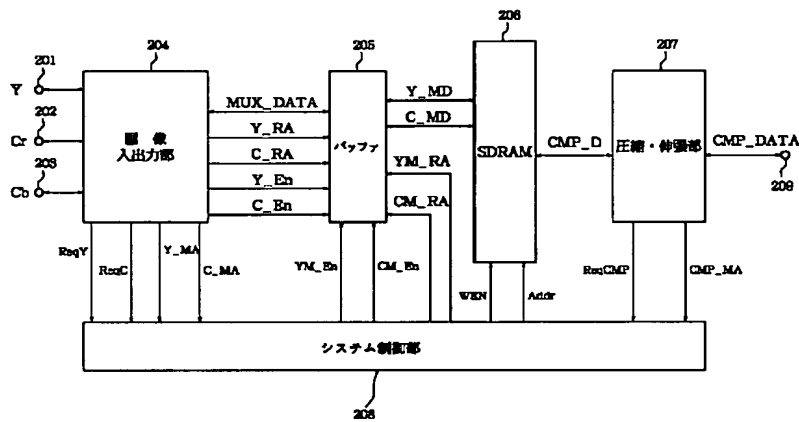 206
204
205
207
201
Y
202
Cr
203
Cb
画像
入出力部
MUX_DATA
Y_RA
C_RA
Y_En
C_En
バッファ
Y_MD
C_MD
YM_RA
CM_RA
SDRAM
CMP_D
圧縮・伸張部
CMP_DATA
209
ReqY
ReqC
Y_MA
C_MA
YM_En
CM_En
WEN
Addr
ReqCMP
CMP_MA
システム制御部
208